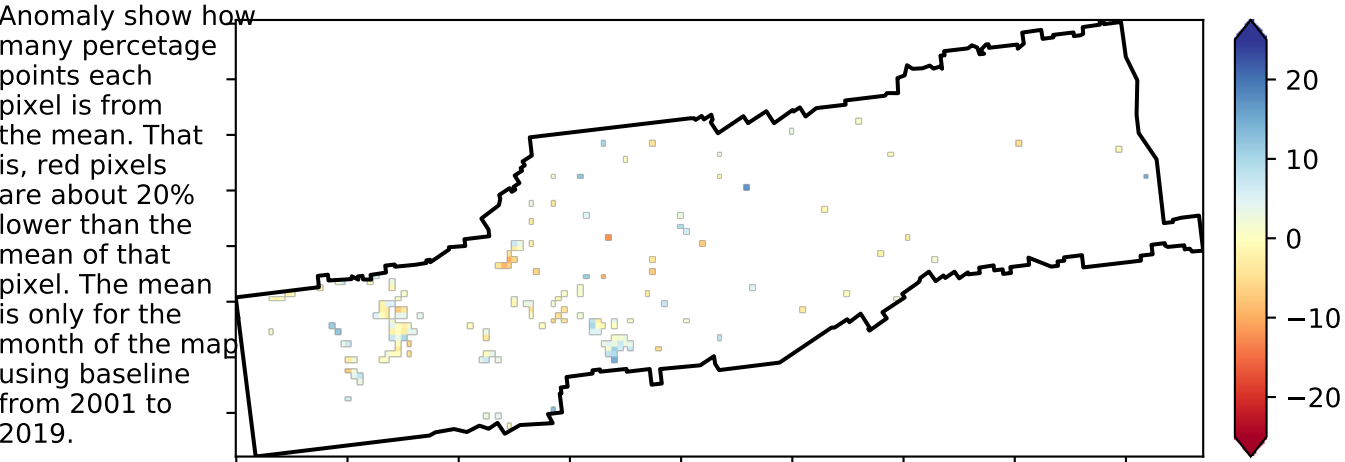 Anomaly show how
many percetage
points each
pixel is from
the mean. That
is, red pixels
are about 20%
lower than the
mean of that
pixel. The mean
is only for the
month of the map
using baseline
from 2001 to
2019.
20
10
0
−10
−20